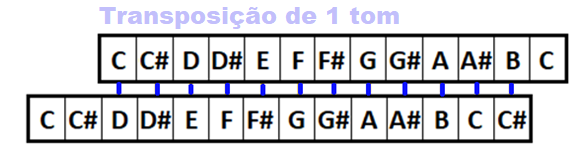 Transposição de 1 tom
C C# D D# E F F# G G# A A# B C
C C# D D# E F F# G G# A A# B C C#